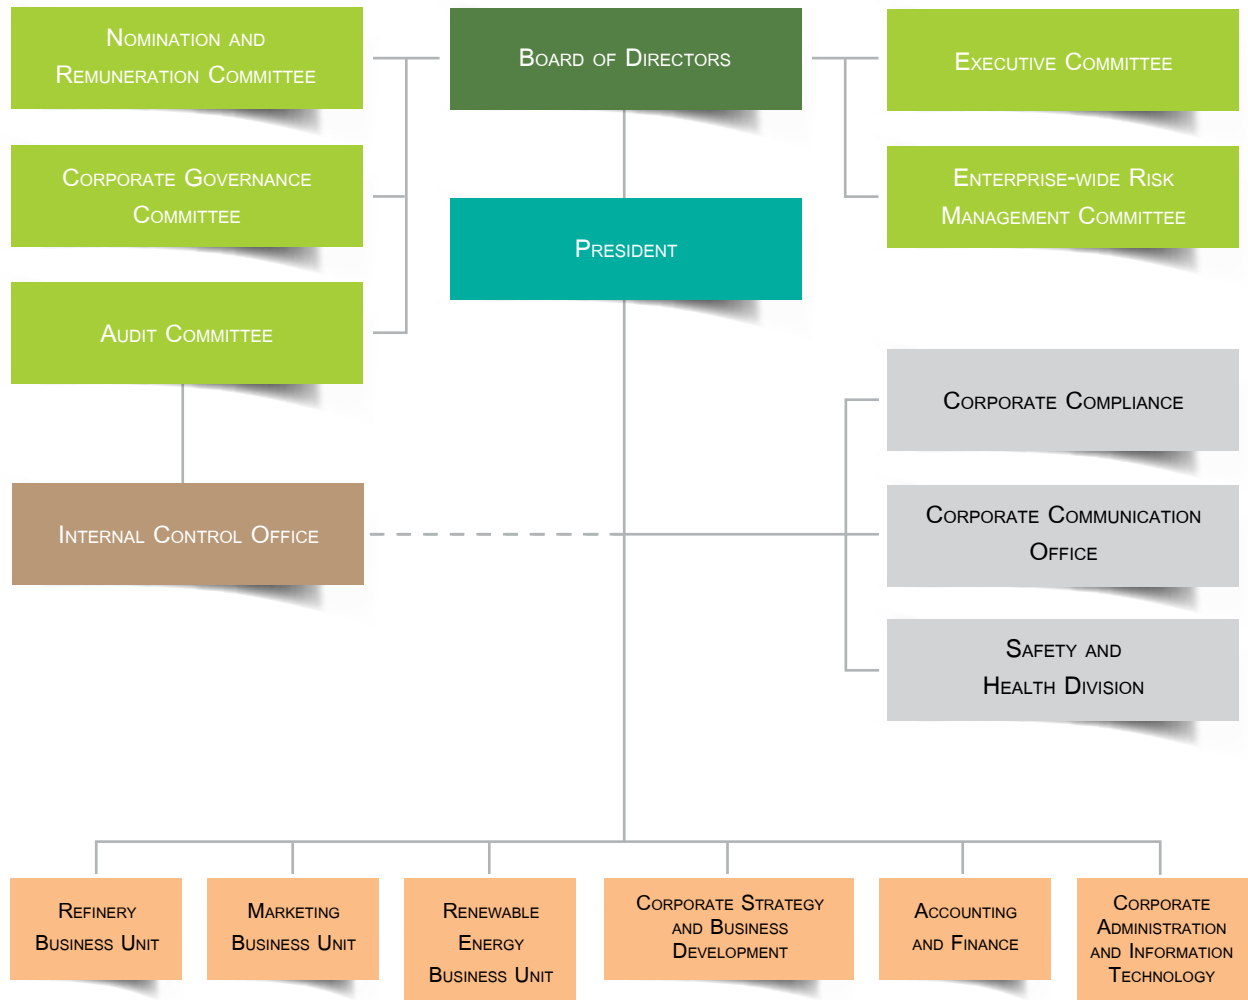 Nomination and
Remuneration Committee
Board of Directors
Executive Committee
Corporate Governance
Committee
Enterprise-wide Risk
Management Committee
President
Audit Committee
Corporate Compliance
Internal Control Office
Corporate Communication
Office
Safety and
Health Division
Refinery
Business Unit
Marketing
Business Unit
Renewable
Energy
Business Unit
Corporate Strategy
and Business
Development
Accounting
and Finance
Corporate
Administration
and Information
Technology